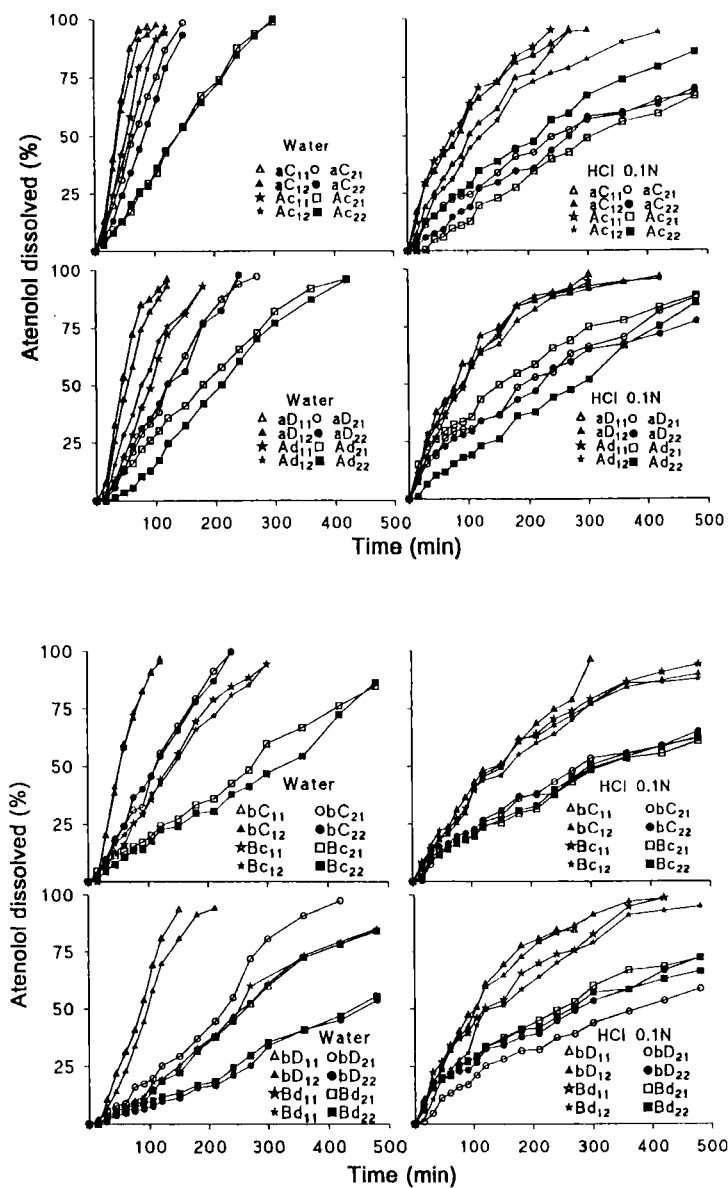 Atenolol dissolved (%)
100
75
50
25
Water
aC11 aC21
aC12 aC22
Ac11 Ac21
Ac12 Ac22
HCl 0.1N
aC11 aC21
aC12 aC22
Ac11 Ac21
Ac12 Ac22
100
75
50
25
Water
aD11 aD21
aD12 aD22
Ad11 Ad21
Ad12 Ad22
HCl 0.1N
aD11 aD21
aD12 aD22
Ad11 Ad21
Ad12 Ad22
100 200 300 400 500
100 200 300 400 500
Time (min)
Atenolol dissolved (%)
100
75
50
25
Water
bC11 bC21
bC12 bC22
Bc11 Bc21
Bc12 Bc22
HCl 0.1N
bC11 bC21
bC12 bC22
Bc11 Bc21
Bc12 Bc22
100
75
50
25
Water
bD11 bD21
bD12 bD22
Bd11 Bd21
Bd11 Bd22
HCl 0.1N
bD11 bD21
bD12 bD22
Bd11 Bd21
Bd12 Bd22
0 100 200 300 400 500
0 100 200 300 400 500
Time (min)